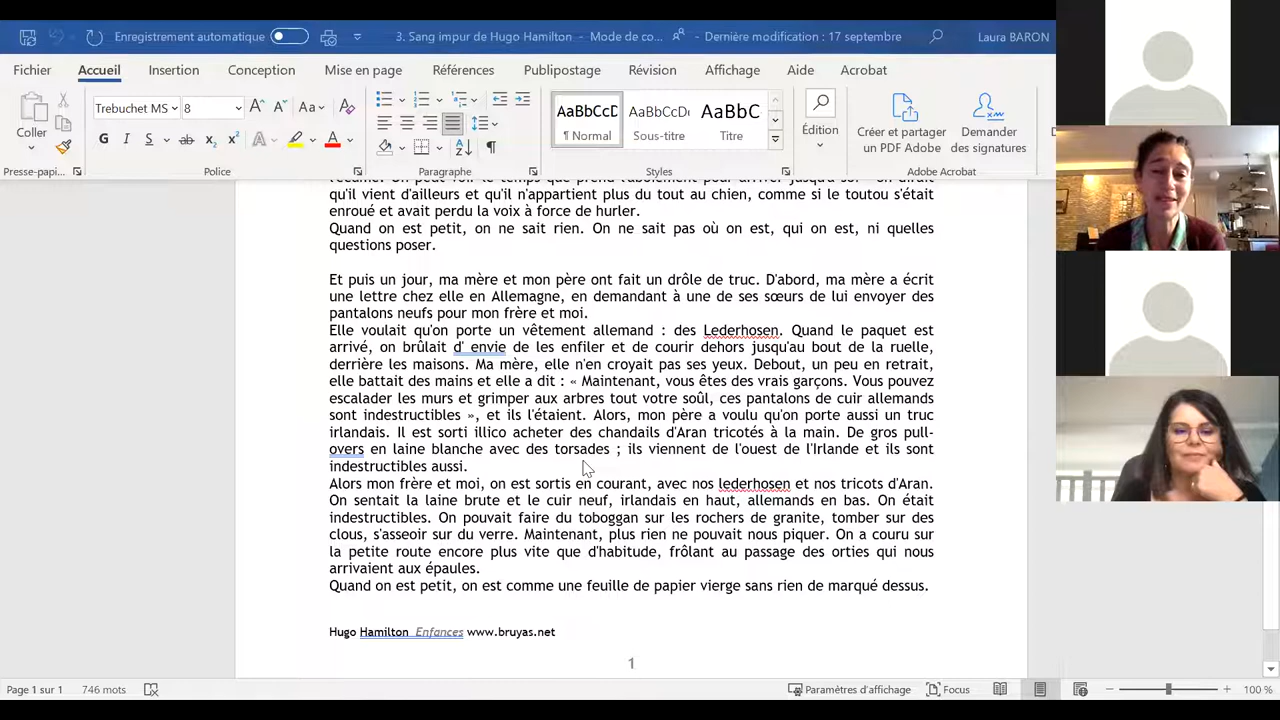 Enregistrement automatique
3. Sang impur de Hugo Hamilton - Mode de co... - Dernière modification : 17 septembre
Laura BARON
Fichier Accueil Insertion Conception Mise en page Références Publipostage Révision Affichage Aide Acrobat
Coller
Trebuchet MS 8
Aa
G I S ab x₂ x² A A
AaBbCcD AaBbCcDc AaBbC
¶ Normal Sous-titre Titre
Édition
Créer et partager un PDF Adobe
Demander des signatures
Presse-papi... Police Paragraphe Styles Adobe Acrobat
qu'il vient d'ailleurs et qu'il n'appartient plus du tout au chien, comme si le toutou s'était
enroué et avait perdu la voix à force de hurler.
Quand on est petit, on ne sait rien. On ne sait pas où on est, qui on est, ni quelles
questions poser.
Et puis un jour, ma mère et mon père ont fait un drôle de truc. D'abord, ma mère a écrit
une lettre chez elle en Allemagne, en demandant à une de ses sœurs de lui envoyer des
pantalons neufs pour mon frère et moi.
Elle voulait qu'on porte un vêtement allemand : des Lederhosen. Quand le paquet est
arrivé, on brûlait d' envie de les enfiler et de courir dehors jusqu'au bout de la ruelle,
derrière les maisons. Ma mère, elle n'en croyait pas ses yeux. Debout, un peu en retrait,
elle battait des mains et elle a dit : « Maintenant, vous êtes des vrais garçons. Vous pouvez
escalader les murs et grimper aux arbres tout votre soûl, ces pantalons de cuir allemands
sont indestructibles », et ils l'étaient. Alors, mon père a voulu qu'on porte aussi un truc
irlandais. Il est sorti illico acheter des chandails d'Aran tricotés à la main. De gros pull-
overs en laine blanche avec des torsades ; ils viennent de l'ouest de l'Irlande et ils sont
indestructibles aussi.
Alors mon frère et moi, on est sortis en courant, avec nos lederhosen et nos tricots d'Aran.
On sentait la laine brute et le cuir neuf, irlandais en haut, allemands en bas. On était
indestructibles. On pouvait faire du toboggan sur les rochers de granite, tomber sur des
clous, s'asseoir sur du verre. Maintenant, plus rien ne pouvait nous piquer. On a couru sur
la petite route encore plus vite que d'habitude, frôlant au passage des orties qui nous
arrivaient aux épaules.
Quand on est petit, on est comme une feuille de papier vierge sans rien de marqué dessus.
Hugo Hamilton Enfances www.bruyas.net
1
Page 1 sur 1 746 mots Paramètres d'affichage Focus 100 %